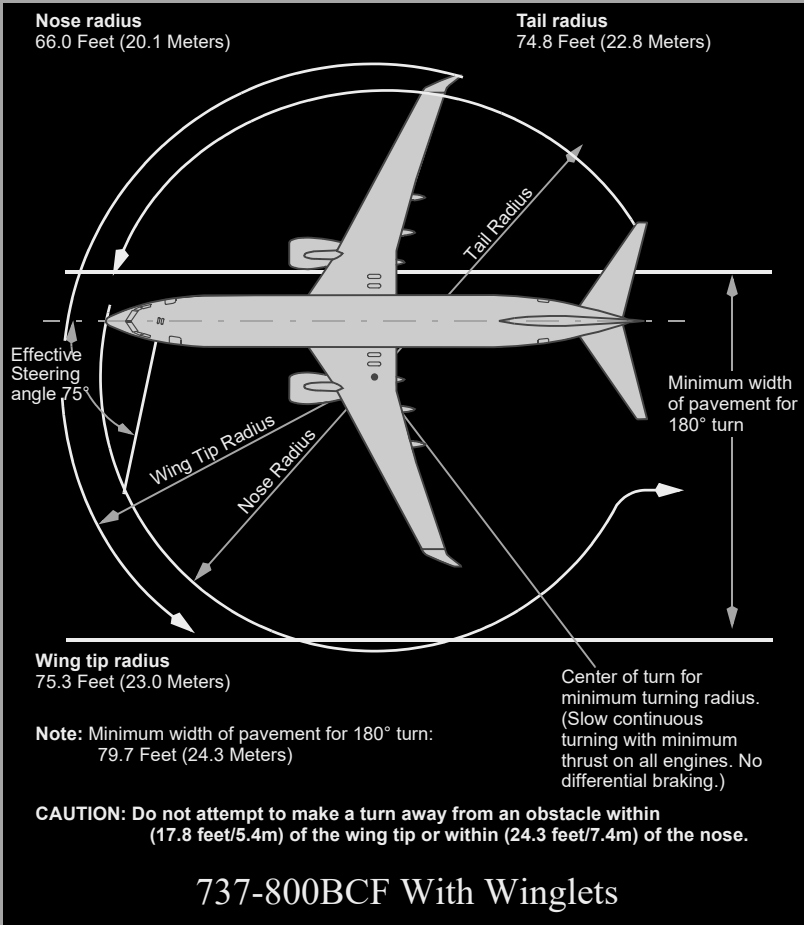 Nose radius
66.0 Feet (20.1 Meters)
Tail radius
74.8 Feet (22.8 Meters)
Tail Radius
Effective
Steering
angle 75°
Wing Tip Radius
Nose Radius
Minimum width
of pavement for
180° turn
Wing tip radius
75.3 Feet (23.0 Meters)
Center of turn for
minimum turning radius.
(Slow continuous
turning with minimum
thrust on all engines. No
differential braking.)
Note: Minimum width of pavement for 180° turn:
79.7 Feet (24.3 Meters)
CAUTION: Do not attempt to make a turn away from an obstacle within
(17.8 feet/5.4m) of the wing tip or within (24.3 feet/7.4m) of the nose.
737-800BCF With Winglets